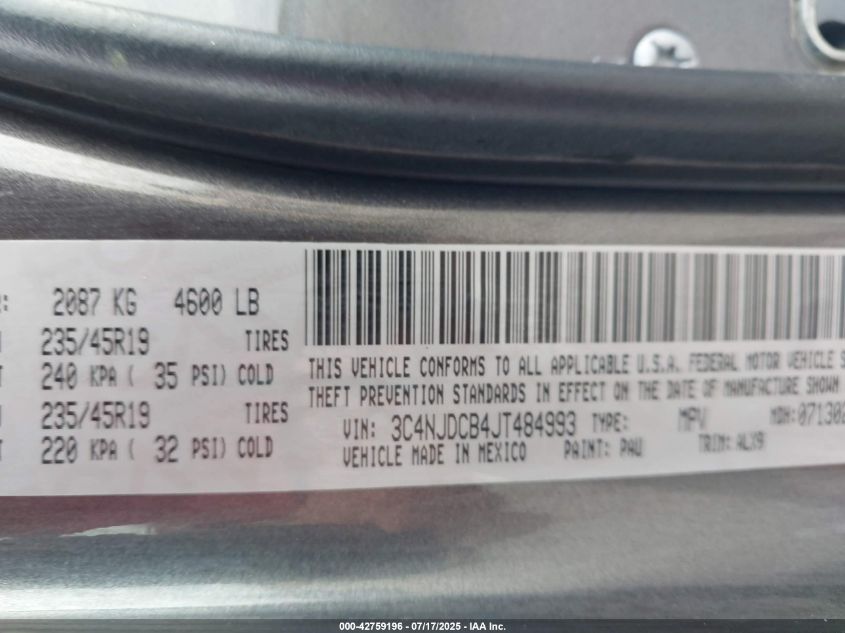 2087 KG 4600 LB
235/45R19 TIRES
240 KPA ( 35 PSI) COLD
235/45R19 TIRES
220 KPA ( 32 PSI) COLD
THIS VEHICLE CONFORMS TO ALL APPLICABLE U.S.A. FEDERAL MOTOR VEHICLE S
THEFT PREVENTION STANDARDS IN EFFECT ON THE DATE OF MANUFACTURE SHOWN
VIN: 3C4NJDCB4JT484993 TYPE: MPV MDH: 071302
VEHICLE MADE IN MEXICO PAINT: PAU TRIM: ALX9
000-42759196 - 07/17/2025 - IAA Inc.